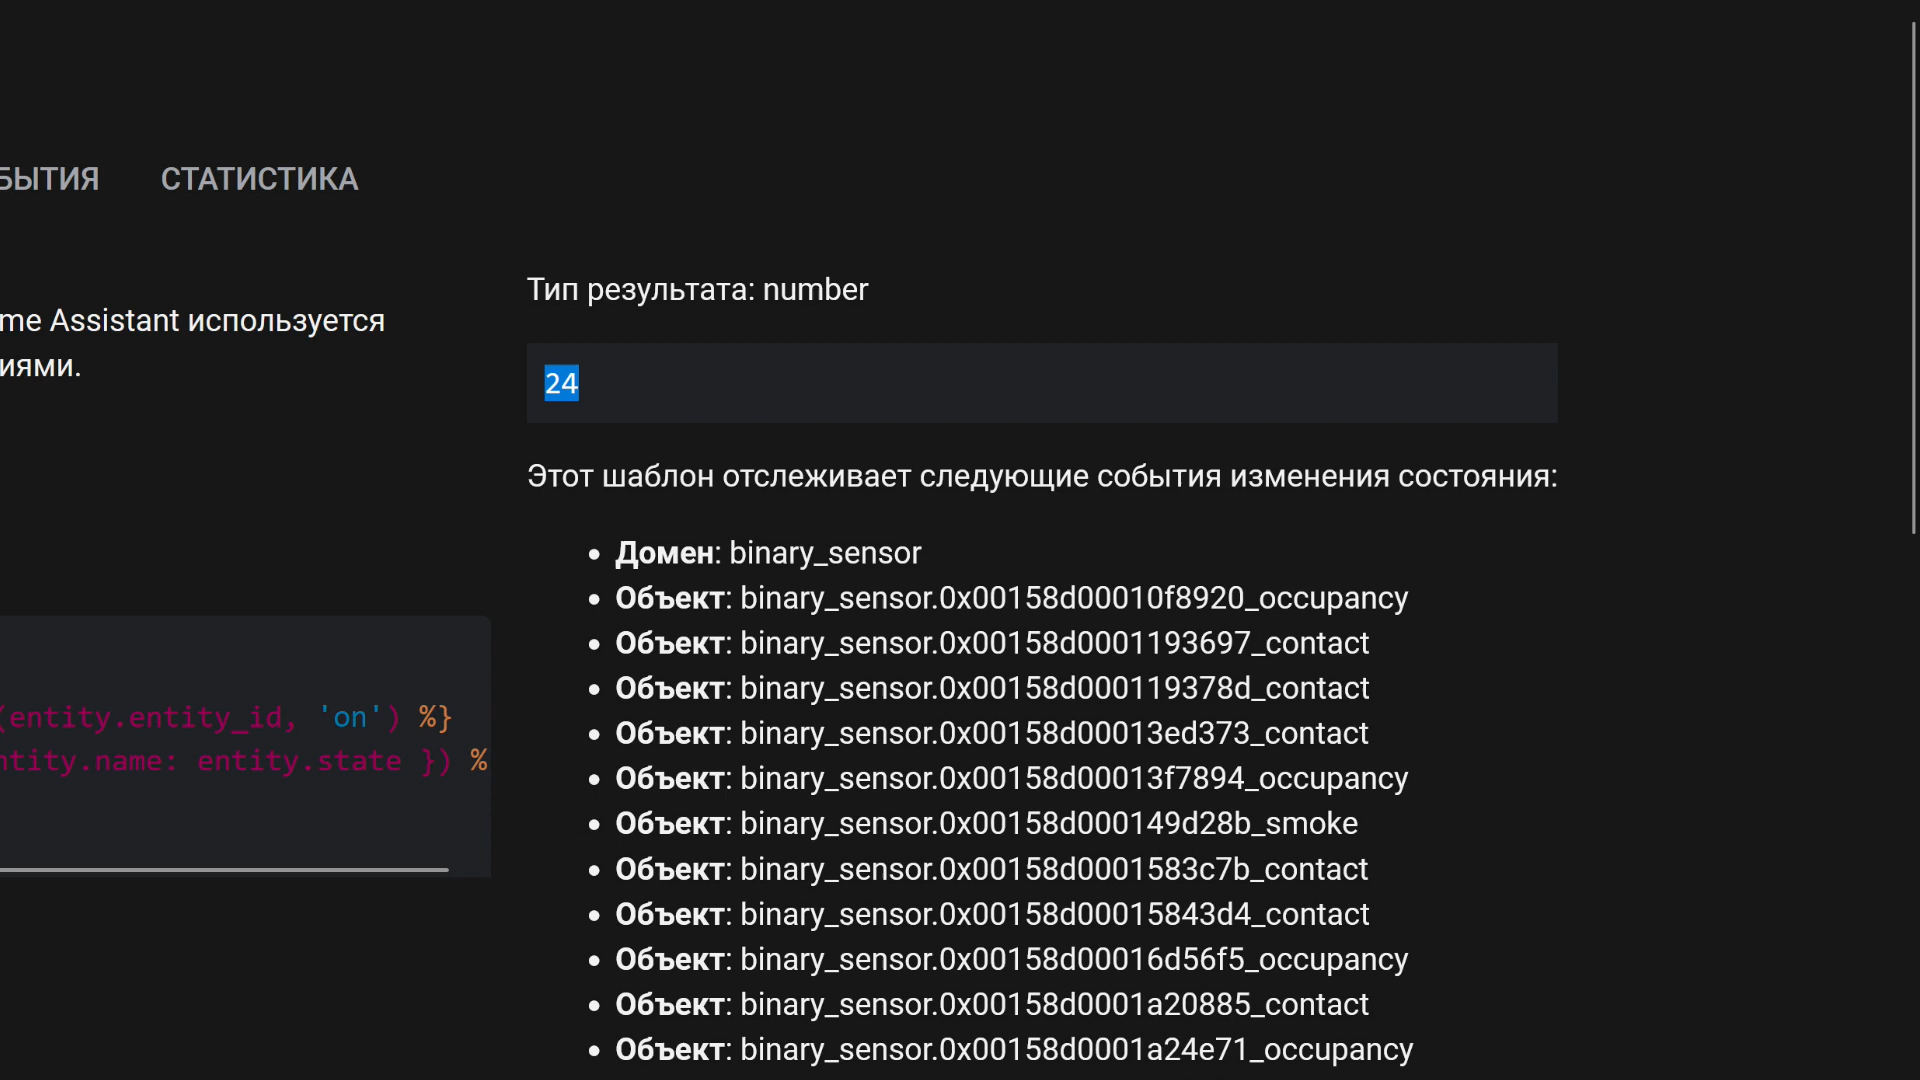 БЫТИЯ СТАТИСТИКА
Тип результата: number
me Assistant используется
иями.
24
Этот шаблон отслеживает следующие события изменения состояния:
• Домен: binary_sensor
• Объект: binary_sensor.0x00158d00010f8920_occupancy
• Объект: binary_sensor.0x00158d0001193697_contact
• Объект: binary_sensor.0x00158d000119378d_contact
• Объект: binary_sensor.0x00158d00013ed373_contact
• Объект: binary_sensor.0x00158d00013f7894_occupancy
• Объект: binary_sensor.0x00158d000149d28b_smoke
• Объект: binary_sensor.0x00158d0001583c7b_contact
• Объект: binary_sensor.0x00158d00015843d4_contact
• Объект: binary_sensor.0x00158d00016d56f5_occupancy
• Объект: binary_sensor.0x00158d0001a20885_contact
• Объект: binary_sensor.0x00158d0001a24e71_occupancy
(entity.entity_id, 'on') %}
ntity.name: entity.state }) %